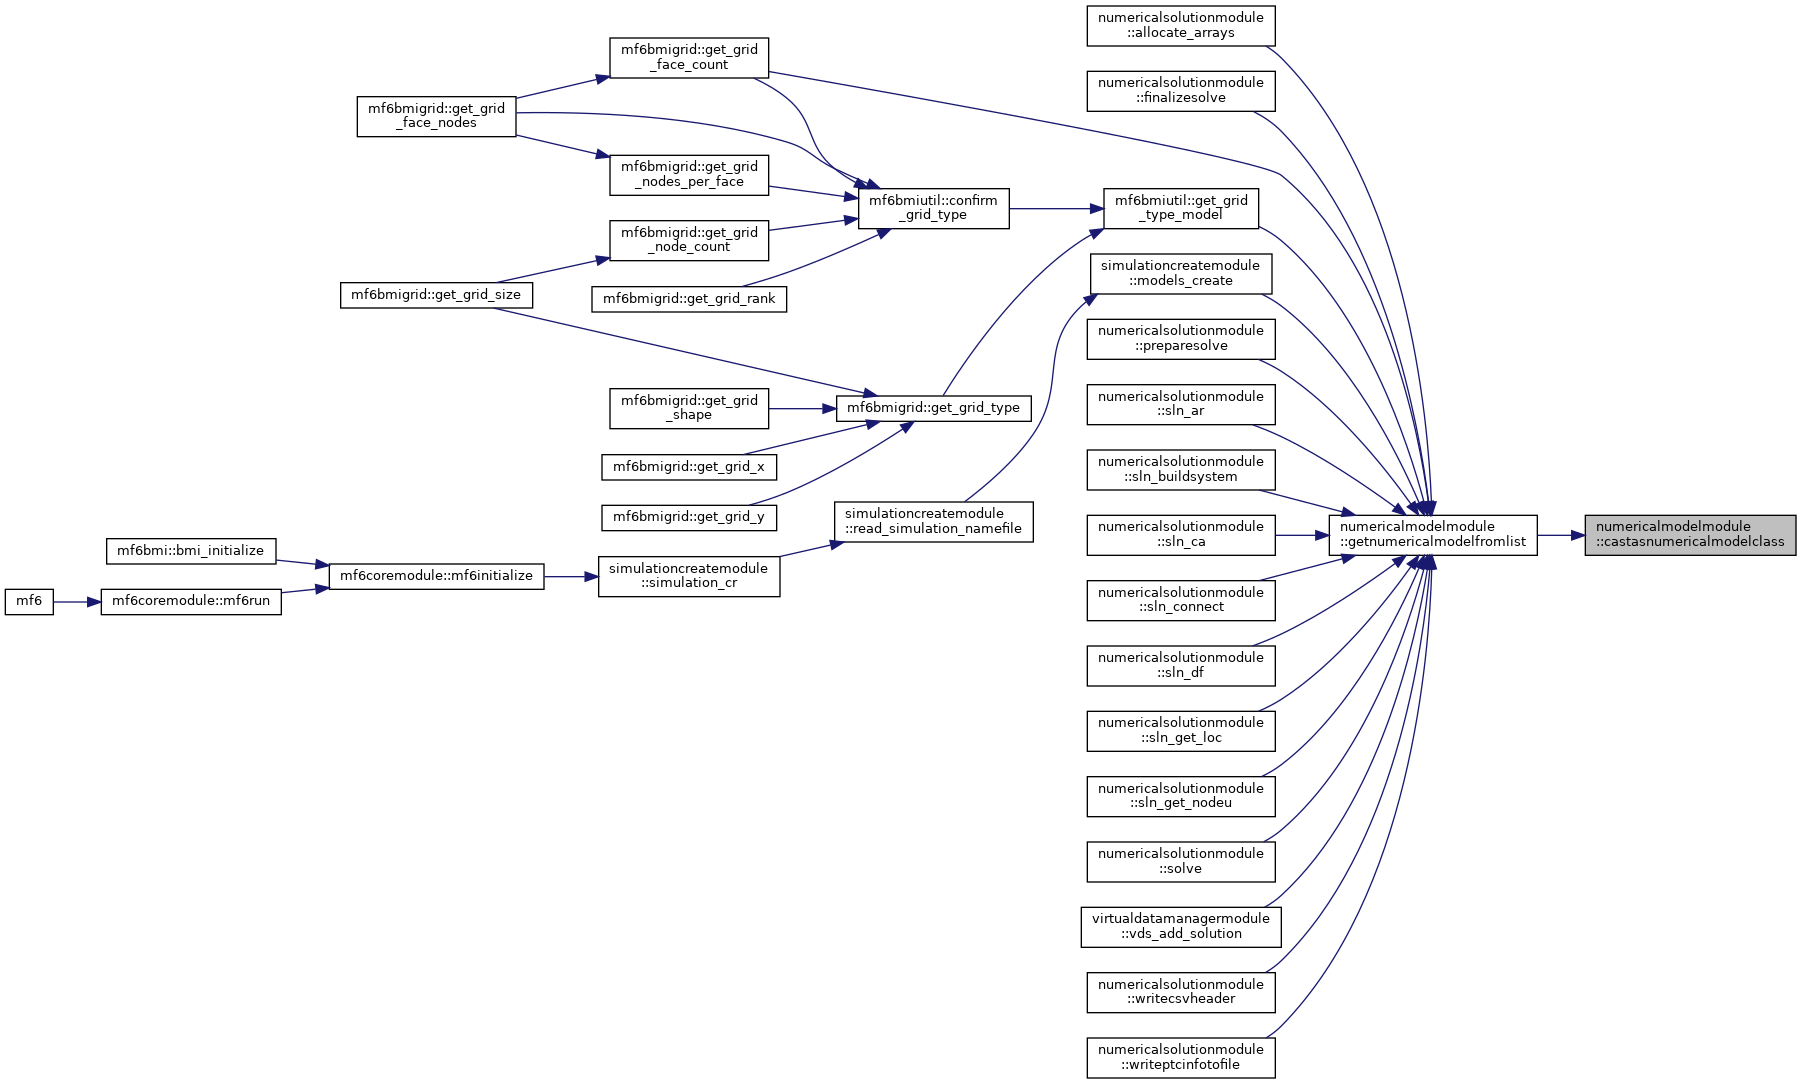 numericalsolutionmodule
::allocate_arrays
mf6bmigrid::get_grid
_face_count
numericalsolutionmodule
::finalizesolve
mf6bmigrid::get_grid
_face_nodes
mf6bmigrid::get_grid
_nodes_per_face
mf6bmiutil::confirm
_grid_type
mf6bmiutil::get_grid
_type_model
mf6bmigrid::get_grid
_node_count
simulationcreatemodule
::models_create
mf6bmigrid::get_grid_size
mf6bmigrid::get_grid_rank
numericalsolutionmodule
::preparesolve
mf6bmigrid::get_grid
_shape
mf6bmigrid::get_grid_type
numericalsolutionmodule
::sln_ar
mf6bmigrid::get_grid_x
numericalsolutionmodule
::sln_buildsystem
mf6bmigrid::get_grid_y
simulationcreatemodule
::read_simulation_namefile
numericalsolutionmodule
::sln_ca
numericalmodelmodule
::getnumericalmodelfromlist
numericalmodelmodule
::castasnumericalmodelclass
mf6bmi::bmi_initialize
mf6coremodule::mf6initialize
simulationcreatemodule
::simulation_cr
mf6
mf6coremodule::mf6run
numericalsolutionmodule
::sln_connect
numericalsolutionmodule
::sln_df
numericalsolutionmodule
::sln_get_loc
numericalsolutionmodule
::sln_get_nodeu
numericalsolutionmodule
::solve
virtualdatamanagermodule
::vds_add_solution
numericalsolutionmodule
::writecsvheader
numericalsolutionmodule
::writeptcinfotofile